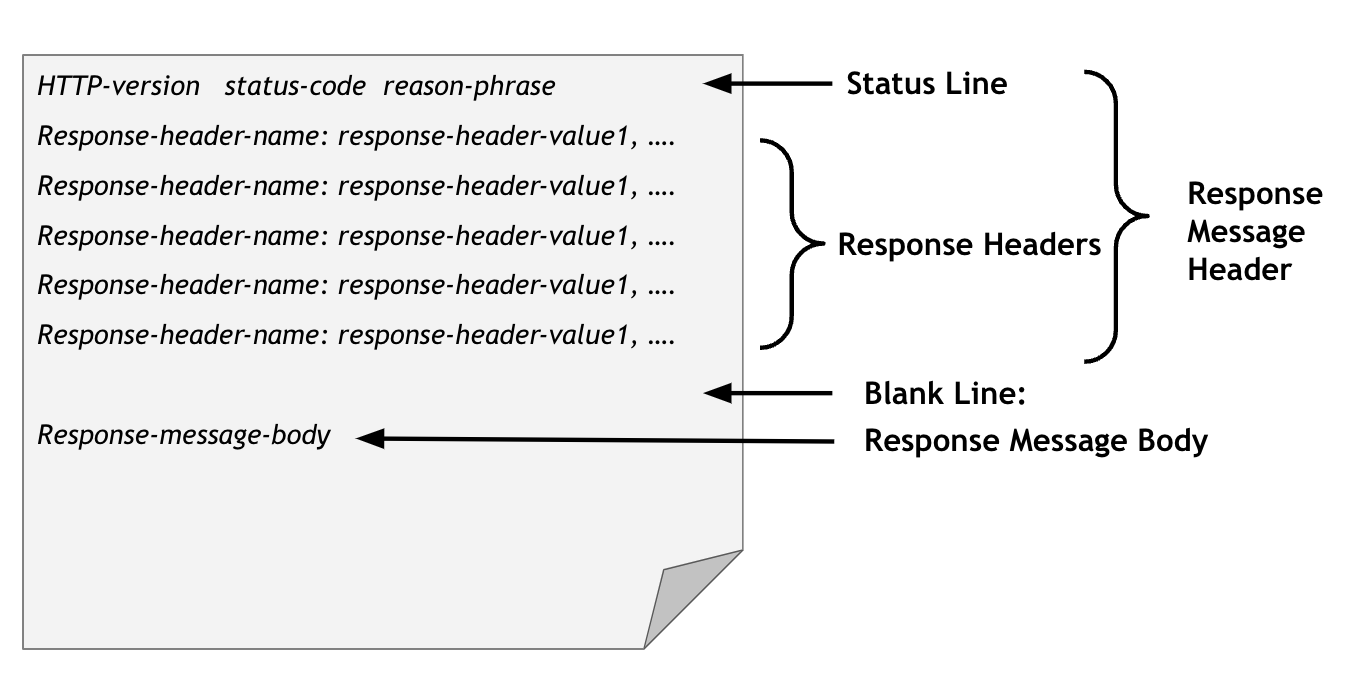 HTTP-version status-code reason-phrase
Status Line
Response-header-name: response-header-value1, ....
Response-header-name: response-header-value1, ....
Response-header-name: response-header-value1, ....
Response-header-name: response-header-value1, ....
Response-header-name: response-header-value1, ....
Response Headers
Response
Message
Header
Blank Line:
Response-message-body
Response Message Body